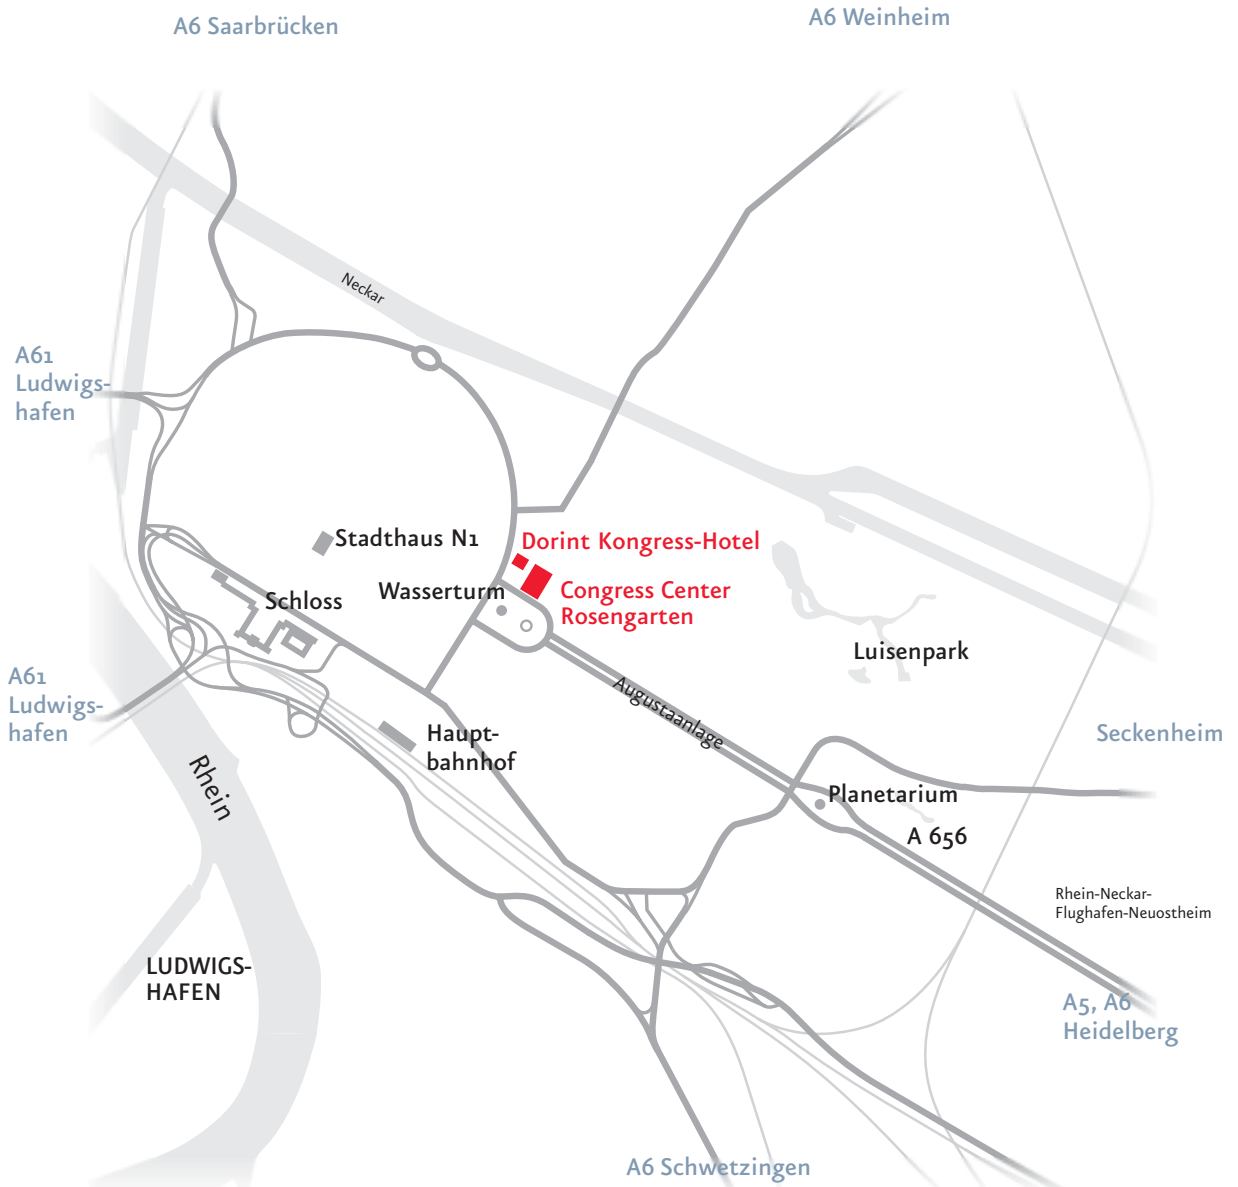 A6 Saarbrücken
A6 Weinheim
Neckar
A61
Ludwigs-
hafen
Stadthaus N1
Dorint Kongress-Hotel
Wasserturm
Congress Center
Rosengarten
Schloss
Luisenpark
A61
Ludwigs-
hafen
Augustaanlage
Haupt-
bahnhof
Seckenheim
Rhein
Planetarium
A 656
Rhein-Neckar-
Flughafen-Neuostheim
LUDWIGS-
HAFEN
A5, A6
Heidelberg
A6 Schwetzingen